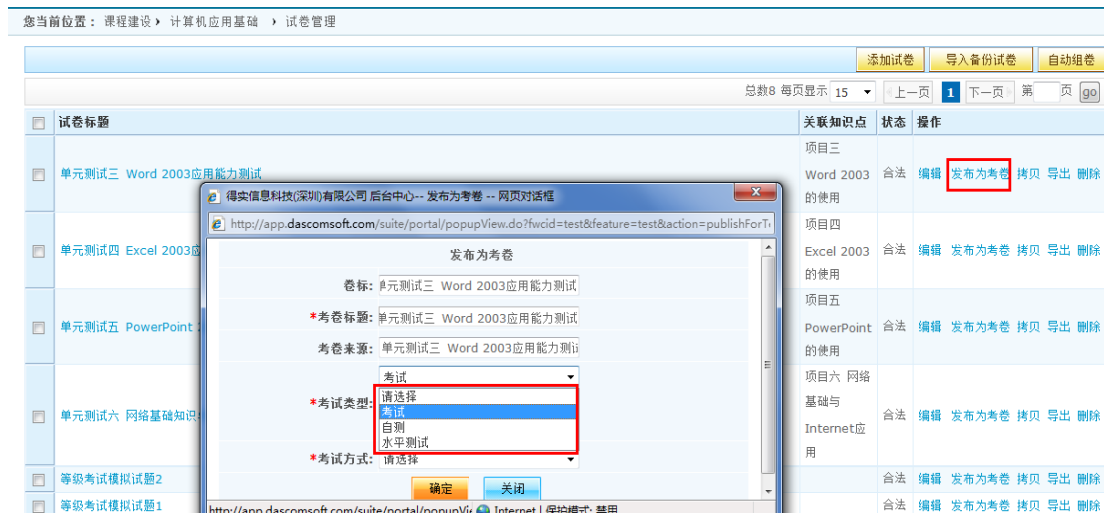 您当前位置： 课程建设 › 计算机应用基础 › 试卷管理
添加试卷 导入备份试卷 自动组卷
总数8 每页显示 15 上一页 1 下一页 第 页 go
试卷标题 关联知识点 状态 操作
单元测试三 Word 2003应用能力测试 项目三 Word 2003 的使用 合法 编辑 发布为考卷 拷贝 导出 删除
单元测试四 Excel 2003应 项目四 Excel 2003 的使用 合法 编辑 发布为考卷 拷贝 导出 删除
单元测试五 PowerPoint 项目五 PowerPoint 的使用 合法 编辑 发布为考卷 拷贝 导出 删除
单元测试六 网络基础知识 项目六 网络 基础与 Internet应 用 合法 编辑 发布为考卷 拷贝 导出 删除
等级考试模拟试题2 合法 编辑 发布为考卷 拷贝 导出 删除
等级考试模拟试题1 合法 编辑 发布为考卷 拷贝 导出 删除
得实信息科技(深圳)有限公司 后台中心-- 发布为考卷 -- 网页对话框
http://app.dascomsoft.com/suite/portal/popupView.do?fwcid=test&feature=test&action=publishForT
发布为考卷
卷标: 单元测试三 Word 2003应用能力测试
*考卷标题: 单元测试三 Word 2003应用能力测试
考卷来源: 单元测试三 Word 2003应用能力测
考试
*考试类型:
请选择
考试
自测
水平测试
*考试方式: 请选择
确定 关闭
http://app.dascomsoft.com/suite/portal/popupVi Internet | 保护模式: 禁用